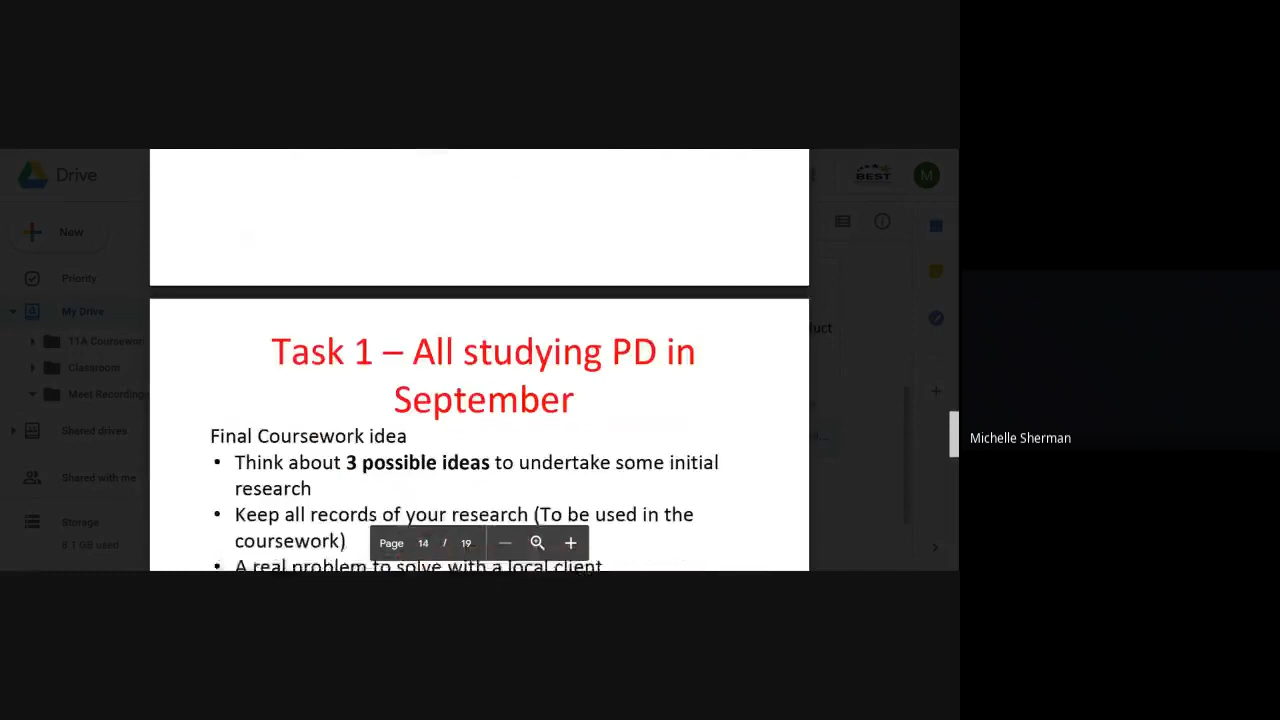 Drive
BEST
M
New
Priority
My Drive
11A Coursewor
Classroom
Meet Recording
Shared drives
Shared with me
Storage
8.1 GB used
Task 1 – All studying PD in
September
Final Coursework idea
• Think about 3 possible ideas to undertake some initial
research
• Keep all records of your research (To be used in the
coursework)
• A real problem to solve with a local client
Page 14 / 19
Michelle Sherman